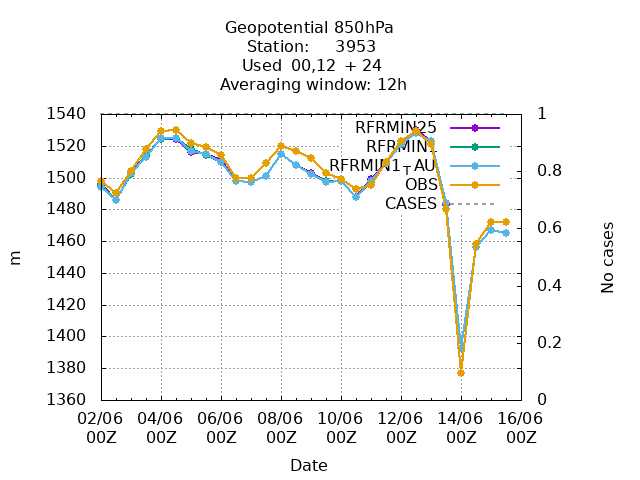 Geopotential 850hPa
Station: 3953
Used 00,12 + 24
Averaging window: 12h
1540
1520
1500
1480
1460
1440
1420
1400
1380
1360
m
1
0.8
0.6
0.4
0.2
0
No cases
RFRMIN25
RFRMIN1
RFRMIN1_AU
OBS
CASES
02/06 04/06 06/06 08/06 10/06 12/06 14/06 16/06
00Z 00Z 00Z 00Z 00Z 00Z 00Z 00Z
Date